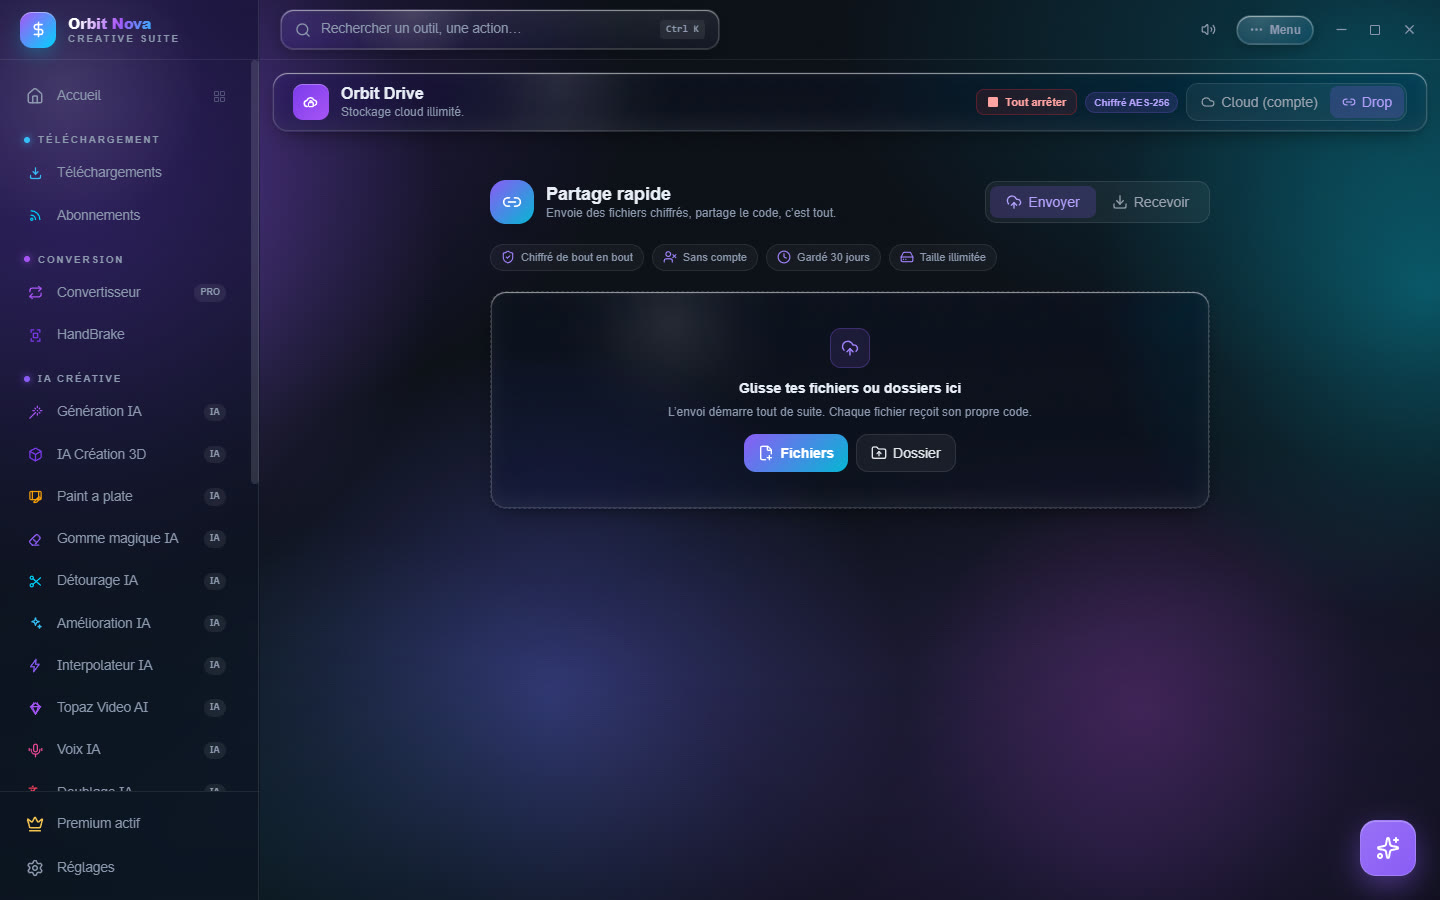 Orbit Nova
CREATIVE SUITE
Rechercher un outil, une action…
Ctrl K
Menu
Accueil
TÉLÉCHARGEMENT
Téléchargements
Abonnements
CONVERSION
Convertisseur PRO
HandBrake
IA CRÉATIVE
Génération IA IA
IA Création 3D IA
Paint a plate IA
Gomme magique IA IA
Détourage IA IA
Amélioration IA IA
Interpolateur IA IA
Topaz Video AI IA
Voix IA IA
Doublage IA IA
Premium actif
Réglages
Orbit Drive
Stockage cloud illimité.
Tout arrêter
Chiffré AES-256
Cloud (compte)
Drop
Partage rapide
Envoie des fichiers chiffrés, partage le code, c’est tout.
Envoyer
Recevoir
Chiffré de bout en bout
Sans compte
Gardé 30 jours
Taille illimitée
Glisse tes fichiers ou dossiers ici
L’envoi démarre tout de suite. Chaque fichier reçoit son propre code.
Fichiers
Dossier